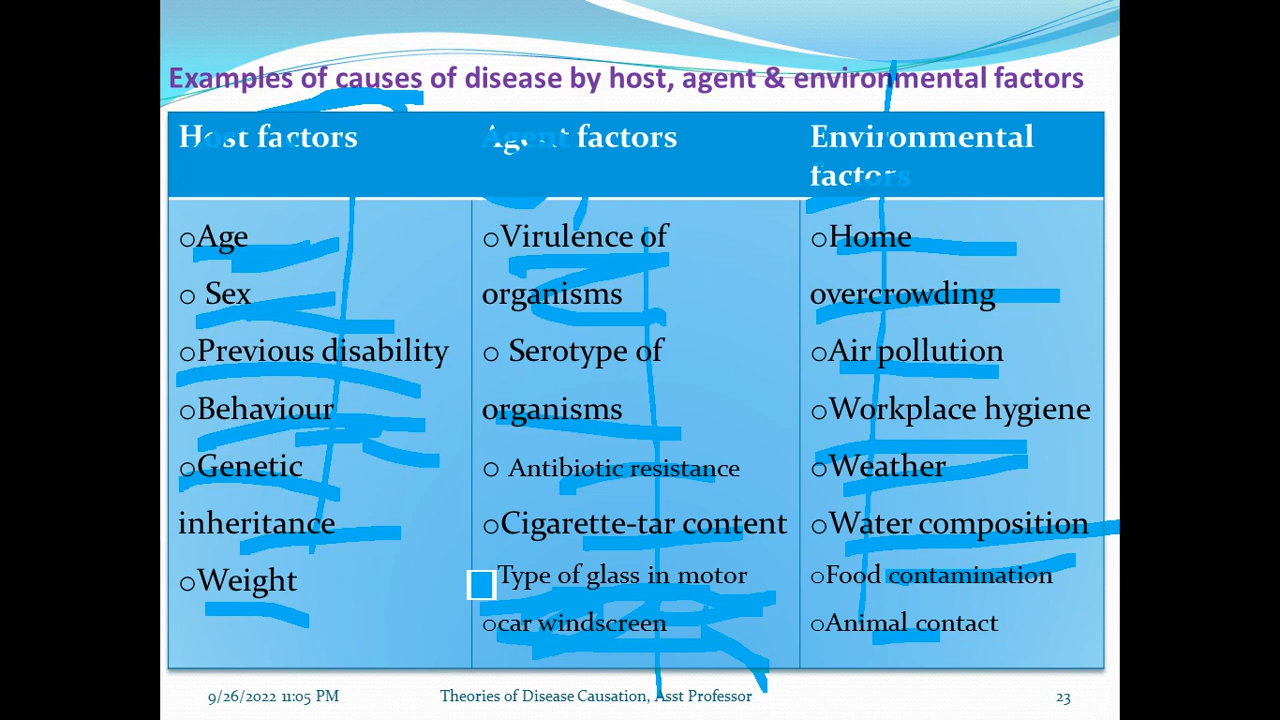 Examples of causes of disease by host, agent & environmental factors
Host factors
Agent factors
Environmental
factors
oAge
o Sex
oPrevious disability
oBehaviour
oGenetic
inheritance
oWeight
oVirulence of
organisms
o Serotype of
organisms
o Antibiotic resistance
oCigarette-tar content
Type of glass in motor
ocar windscreen
oHome
overcrowding
oAir pollution
oWorkplace hygiene
oWeather
oWater composition
oFood contamination
oAnimal contact
9/26/2022 11:05 PM
Theories of Disease Causation, Asst Professor
23